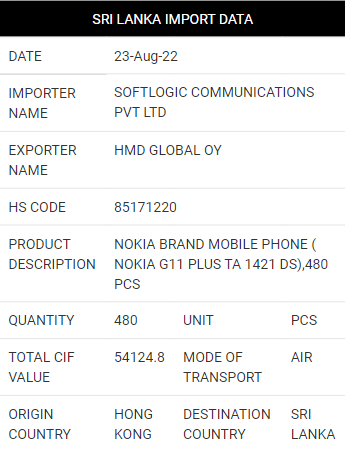 SRI LANKA IMPORT DATA
DATE 23-Aug-22
IMPORTER NAME SOFTLOGIC COMMUNICATIONS PVT LTD
EXPORTER NAME HMD GLOBAL OY
HS CODE 85171220
PRODUCT DESCRIPTION NOKIA BRAND MOBILE PHONE ( NOKIA G11 PLUS TA 1421 DS),480 PCS
QUANTITY 480 UNIT PCS
TOTAL CIF VALUE 54124.8 MODE OF TRANSPORT AIR
ORIGIN COUNTRY HONG KONG DESTINATION COUNTRY SRI LANKA